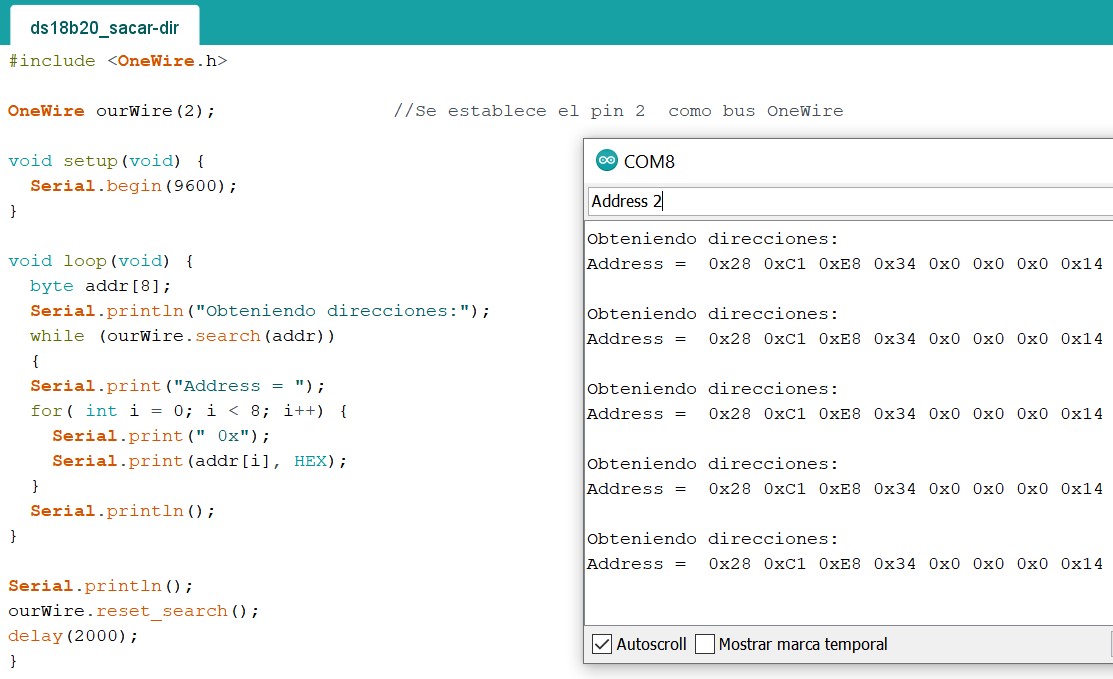 ds18b20_sacar-dir
#include <OneWire.h>
OneWire ourWire(2); //Se establece el pin 2  como bus OneWire
void setup(void) {
Serial.begin(9600);
}
void loop(void) {
byte addr[8];
Serial.println("Obteniendo direcciones:");
while (ourWire.search(addr))
{
Serial.print("Address = ");
for( int i = 0; i < 8; i++) {
Serial.print(" 0x");
Serial.print(addr[i], HEX);
}
Serial.println();
}
Serial.println();
ourWire.reset_search();
delay(2000);
}
COM8
Address 2
Obteniendo direcciones:
Address =  0x28 0xC1 0xE8 0x34 0x0 0x0 0x0 0x14
Obteniendo direcciones:
Address =  0x28 0xC1 0xE8 0x34 0x0 0x0 0x0 0x14
Obteniendo direcciones:
Address =  0x28 0xC1 0xE8 0x34 0x0 0x0 0x0 0x14
Obteniendo direcciones:
Address =  0x28 0xC1 0xE8 0x34 0x0 0x0 0x0 0x14
Obteniendo direcciones:
Address =  0x28 0xC1 0xE8 0x34 0x0 0x0 0x0 0x14
Autoscroll Mostrar marca temporal